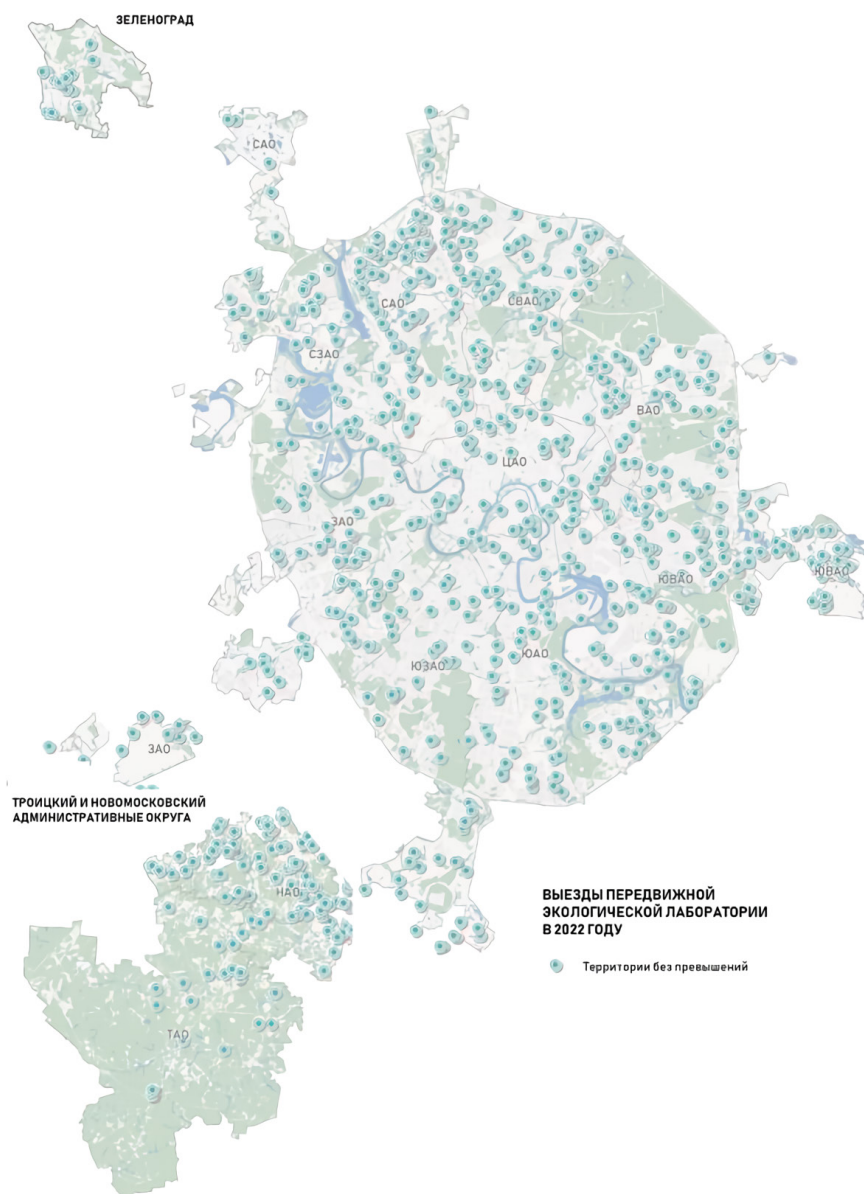 ЗЕЛЕНОГРАД
САО
САО
СВАО
СЗАО
ВАО
ЦАО
ЗАО
ЮВАО
ЮВАО
ЮЗАО
ЮАО
ЗАО
ТРОИЦКИЙ И НОВОМОСКОВСКИЙ
АДМИНИСТРАТИВНЫЕ ОКРУГА
НАО
ВЫЕЗДЫ ПЕРЕДВИЖНОЙ
ЭКОЛОГИЧЕСКОЙ ЛАБОРАТОРИИ
В 2022 ГОДУ
Территории без превышений
ТАО